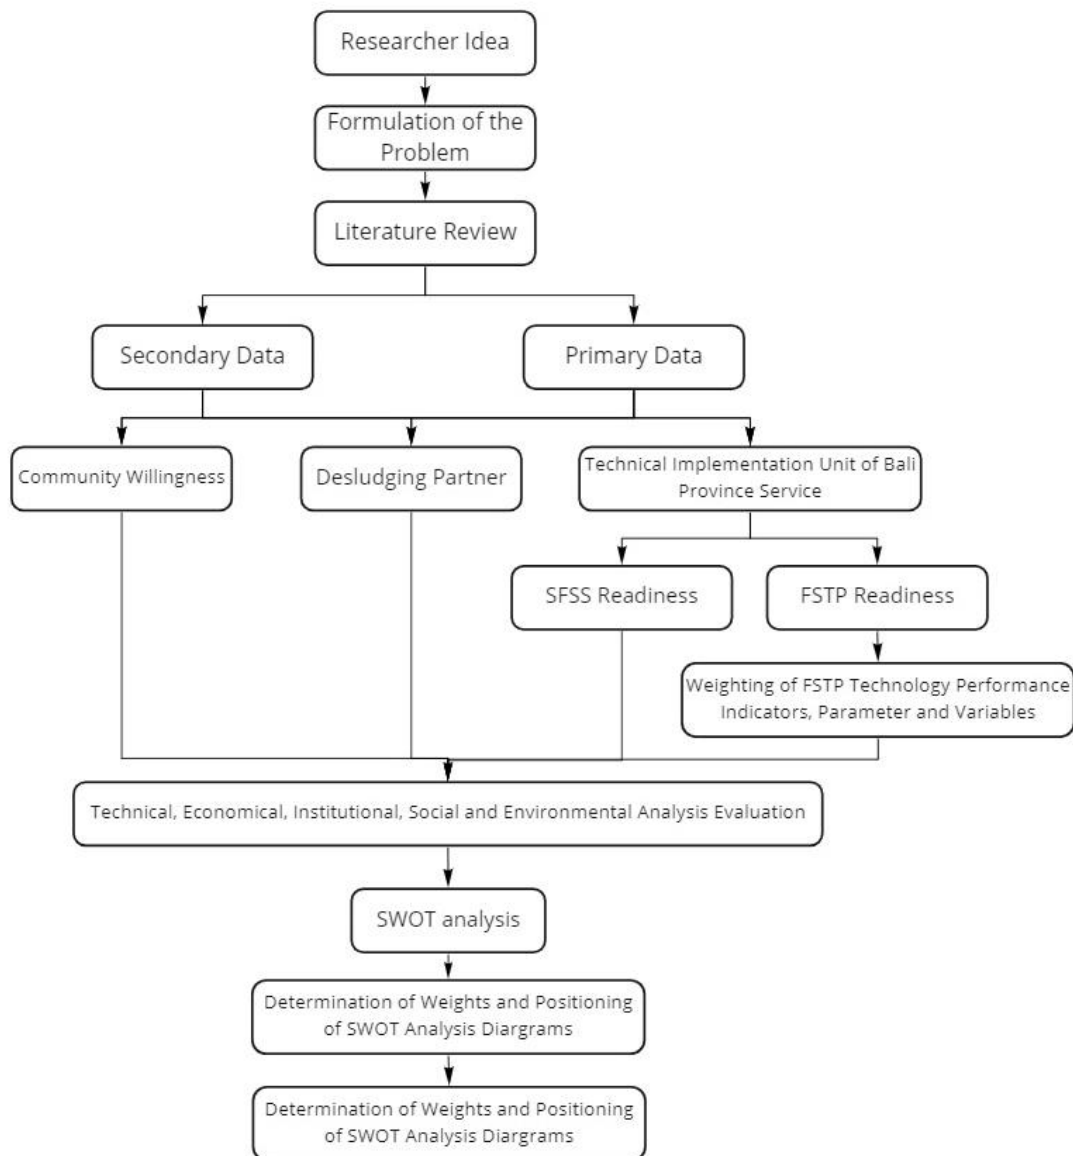 Researcher Idea
Formulation of the
Problem
Literature Review
Secondary Data
Primary Data
Community Willingness
Desludging Partner
Technical Implementation Unit of Bali
Province Service
SFSS Readiness
FSTP Readiness
Weighting of FSTP Technology Performance
Indicators, Parameter and Variables
Technical, Economical, Institutional, Social and Environmental Analysis Evaluation
SWOT analysis
Determination of Weights and Positioning
of SWOT Analysis Diargrams
Determination of Weights and Positioning
of SWOT Analysis Diargrams